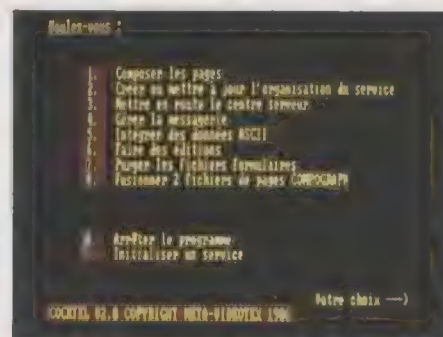 Voulez-vous :
1. Composer les pages
2. Créer ou mettre à jour l'organisation du service
3. Mettre en route le centre serveur
4. Gérer la messagerie
5. Intégrer des données ASCII
6. Faire des éditions
7. Purger les fichiers formulaires
8. Fusionner 2 fichiers de pages COMPOGRAPH
Arrêter le programme
Initialiser un service
Votre choix ---)
COCKTEL V2.0 COPYRIGHT